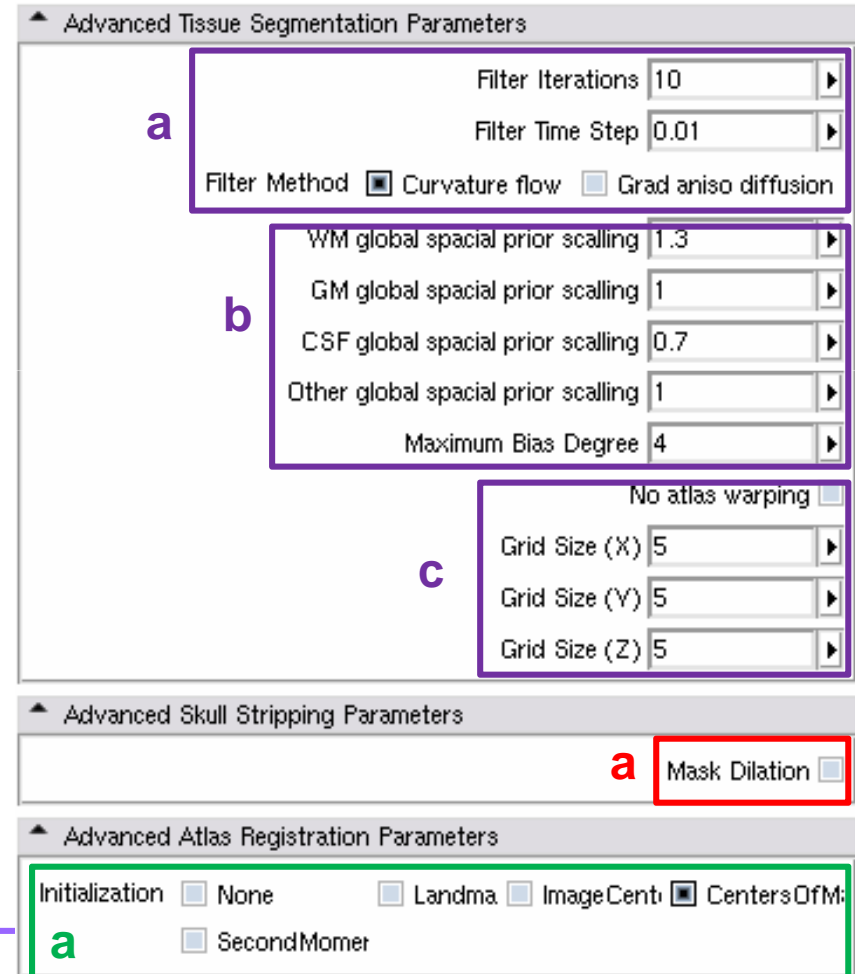 Advanced Tissue Segmentation Parameters
a
Filter Iterations 10
Filter Time Step 0.01
Filter Method Curvature flow Grad aniso diffusion
b
WM global spacial prior scalling 1.3
GM global spacial prior scalling 1
CSF global spacial prior scalling 0.7
Other global spacial prior scalling 1
Maximum Bias Degree 4
c
No atlas warping
Grid Size (X) 5
Grid Size (Y) 5
Grid Size (Z) 5
Advanced Skull Stripping Parameters
a Mask Dilation
Advanced Atlas Registration Parameters
Initialization None Landma ImageCent CentersOfMa
a SecondMomer